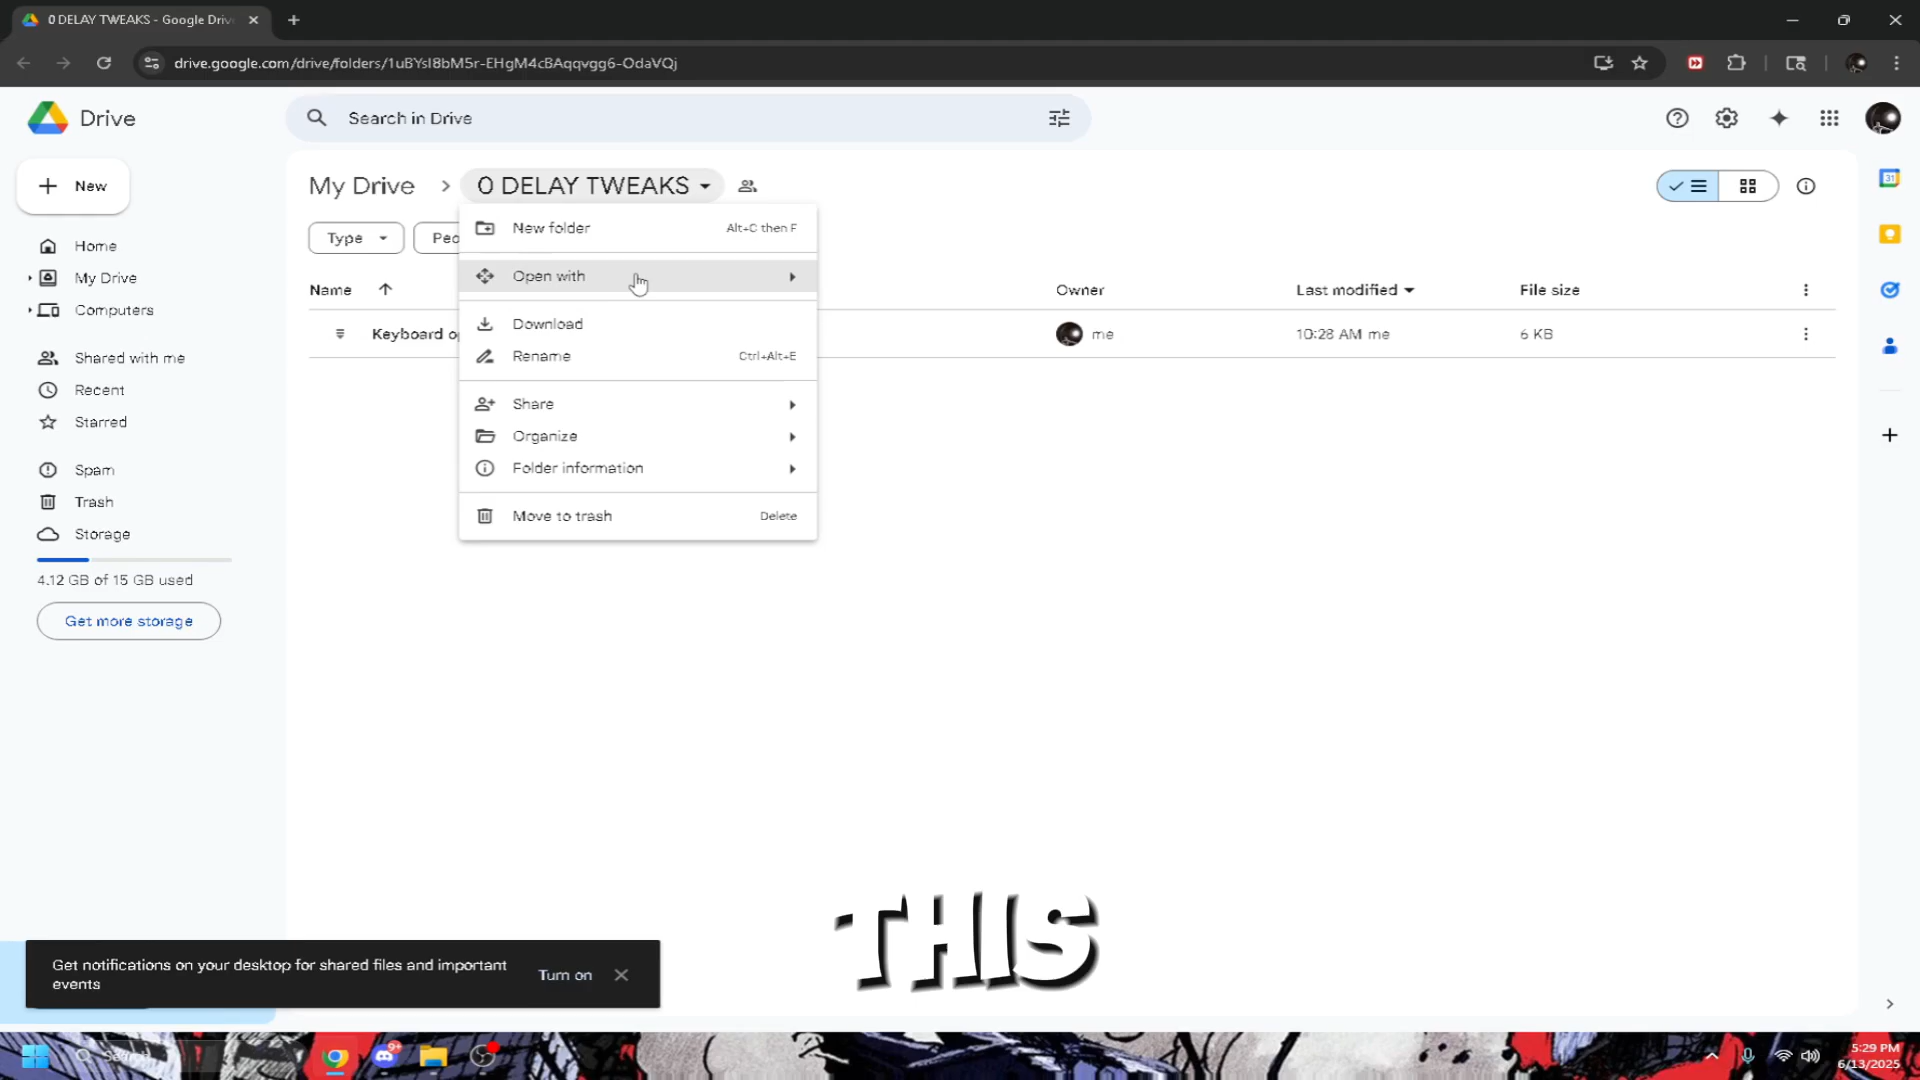 0 DELAY TWEAKS - Google Driv
drive.google.com/drive/folders/1uBYsI8bM5r-EHgM4cBAqqvgg6-OdaVQj
Drive
Search in Drive
New
My Drive > 0 DELAY TWEAKS
Type
Peo
New folder Alt+C then F
Open with
Download
Rename Ctrl+Alt+E
Share
Organize
Folder information
Move to trash Delete
Home
My Drive
Computers
Shared with me
Recent
Starred
Spam
Trash
Storage
4.12 GB of 15 GB used
Get more storage
Name Owner Last modified File size
Keyboard me 10:28 AM me 6 KB
31
THIS
Get notifications on your desktop for shared files and important
events
Turn on
Search
9+
5:29 PM
6/13/2025